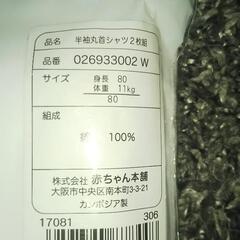 品名 半袖丸首シャツ2枚組
品番 026933002 W
サイズ 身長 80
体重 11kg
80
組成
綿 100%
株式会社 赤ちゃん本舗
大阪市中央区南本町3-3-21
カンボジア製
17081 306